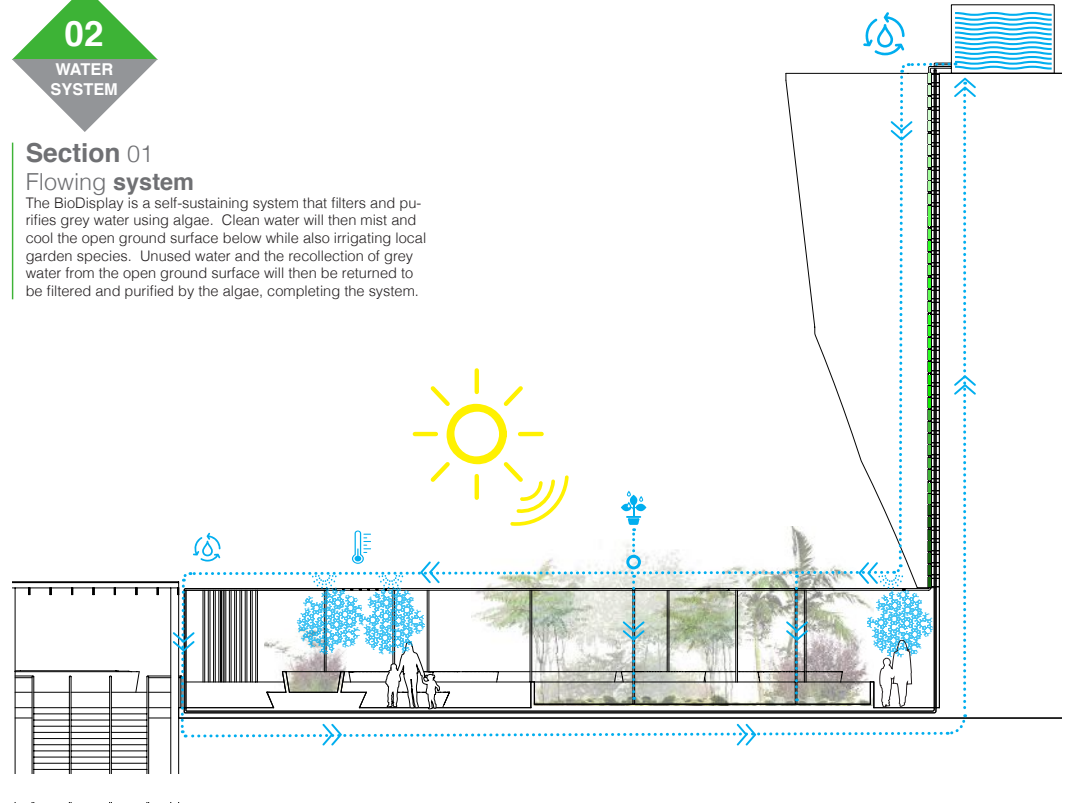 02
WATER
SYSTEM
Section 01
Flowing system
The BioDisplay is a self-sustaining system that filters and pu-
rifies grey water using algae.  Clean water will then mist and
cool the open ground surface below while also irrigating local
garden species.  Unused water and the recollection of grey
water from the open ground surface will then be returned to
be filtered and purified by the algae, completing the system.